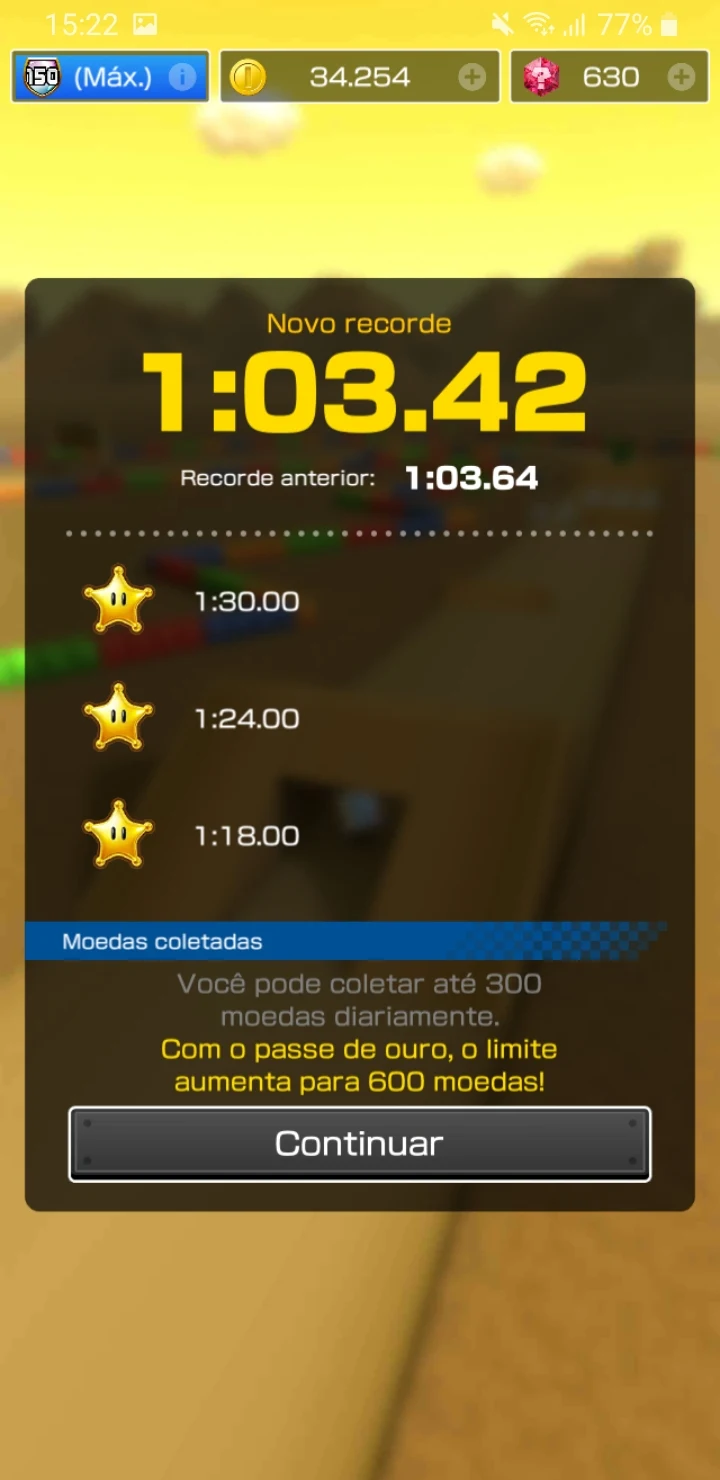 15:22 77%
150 (Máx.) i 34.254 630
Novo recorde
1:03.42
Recorde anterior: 1:03.64
1:30.00
1:24.00
1:18.00
Moedas coletadas
Você pode coletar até 300
moedas diariamente.
Com o passe de ouro, o limite
aumenta para 600 moedas!
Continuar